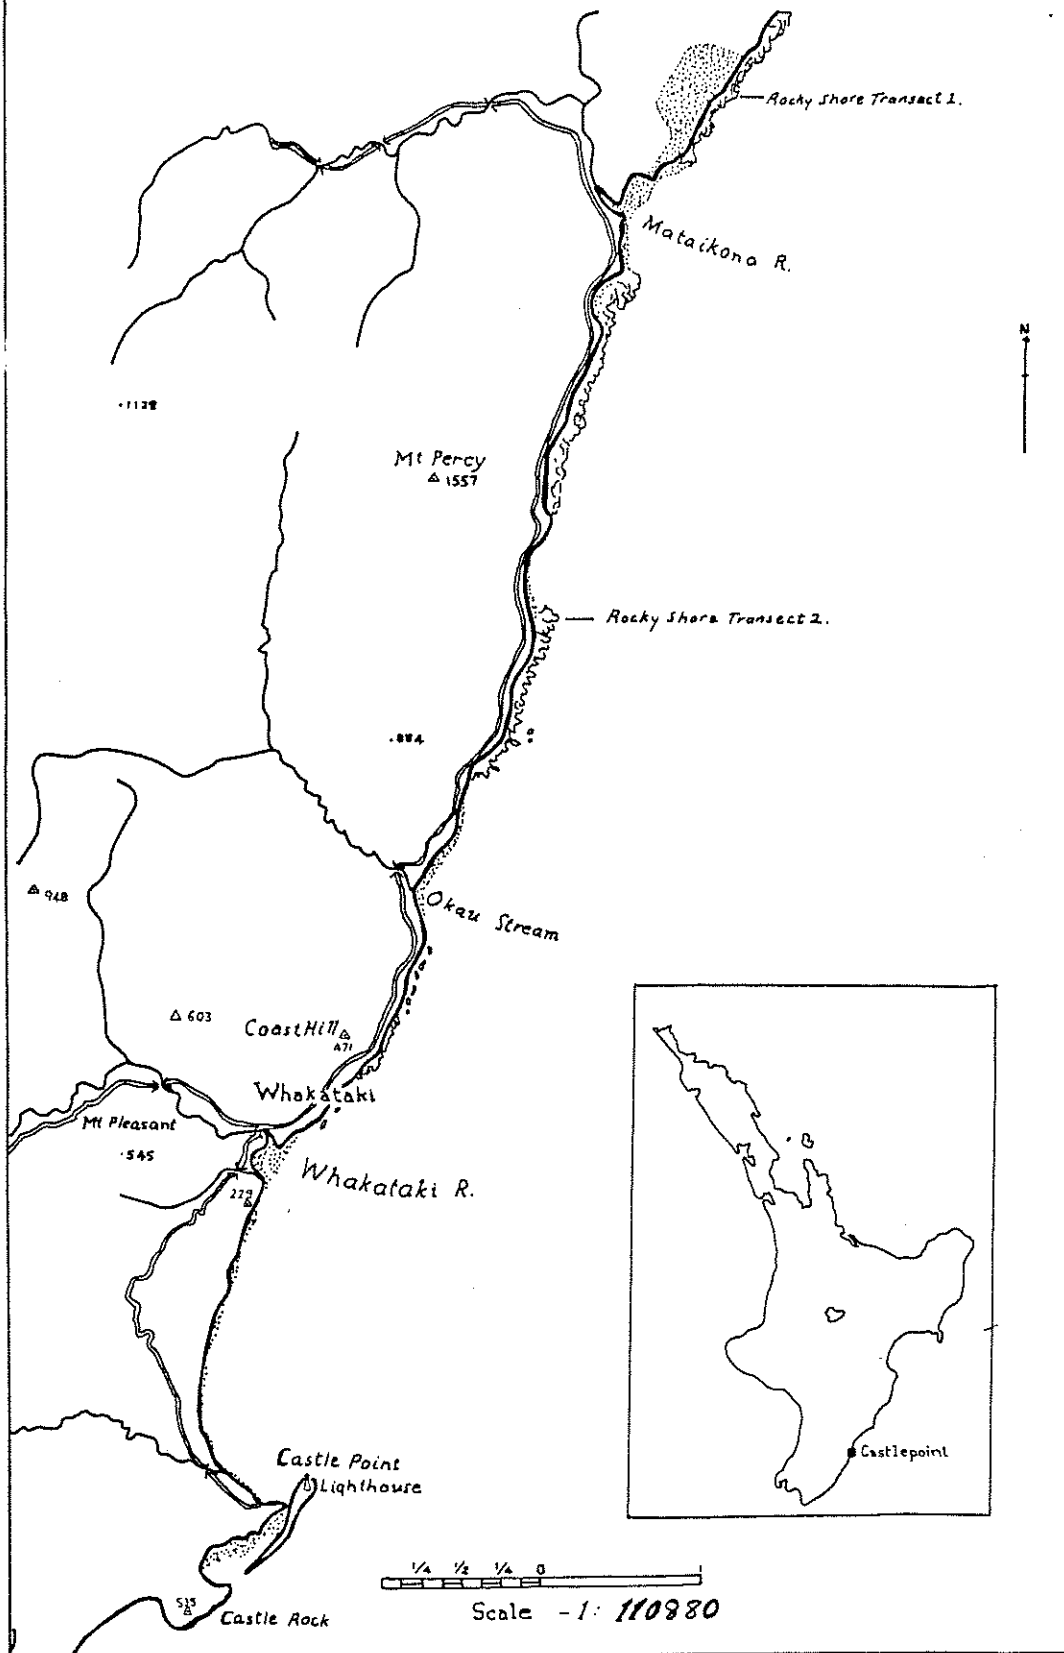 Rocky Shore Transect 1.
Mataikona R.
N
.1128
Mt Percy
1557
Rocky Shore Transect 2.
.884
948
Okau Stream
603
Coast Hill
471
Whakataki
Mt Pleasant
.545
Whakataki R.
229
Castlepoint
Castle Point
Lighthouse
1/4 1/2 1/4 0
Scale - 1: 110880
515
Castle Rock